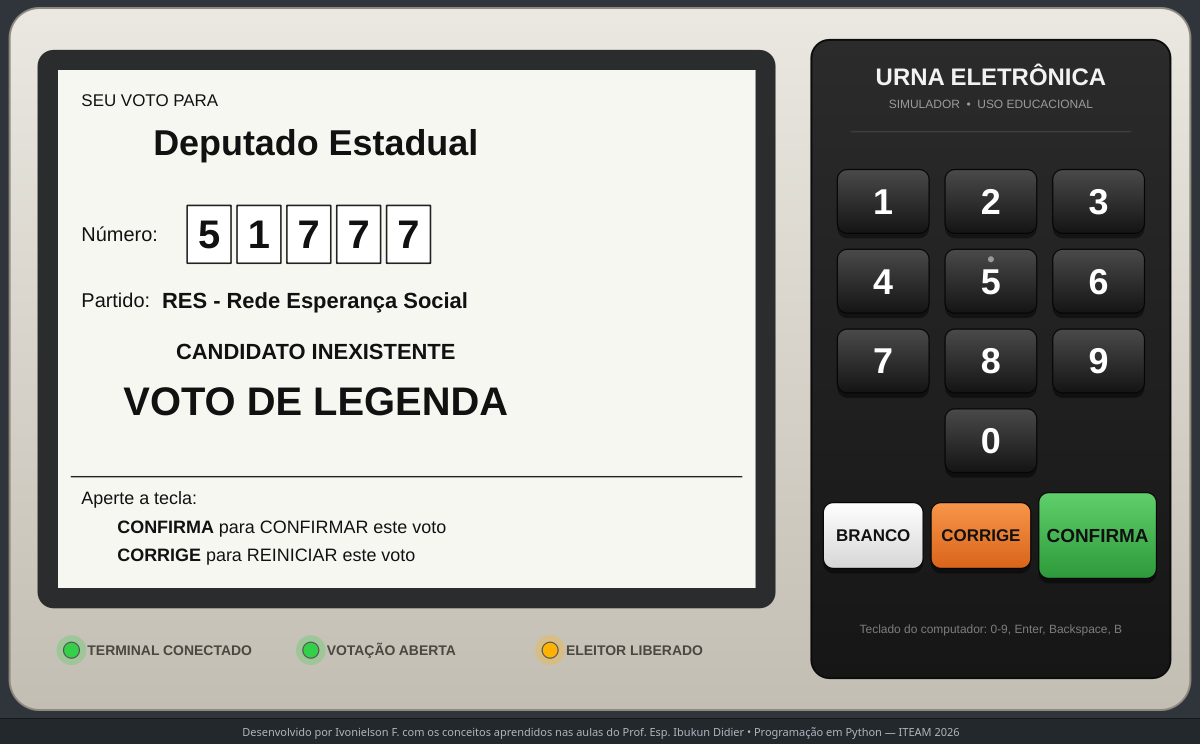 SEU VOTO PARA
Deputado Estadual
Número: 5 1 7 7 7
Partido: RES - Rede Esperança Social
CANDIDATO INEXISTENTE
VOTO DE LEGENDA
Aperte a tecla:
CONFIRMA para CONFIRMAR este voto
CORRIGE para REINICIAR este voto
TERMINAL CONECTADO VOTAÇÃO ABERTA ELEITOR LIBERADO
URNA ELETRÔNICA
SIMULADOR • USO EDUCACIONAL
1 2 3
4 5 6
7 8 9
0
BRANCO CORRIGE CONFIRMA
Teclado do computador: 0-9, Enter, Backspace, B
Desenvolvido por Ivonielson F. com os conceitos aprendidos nas aulas do Prof. Esp. Ibukun Didier • Programação em Python — ITEAM 2026